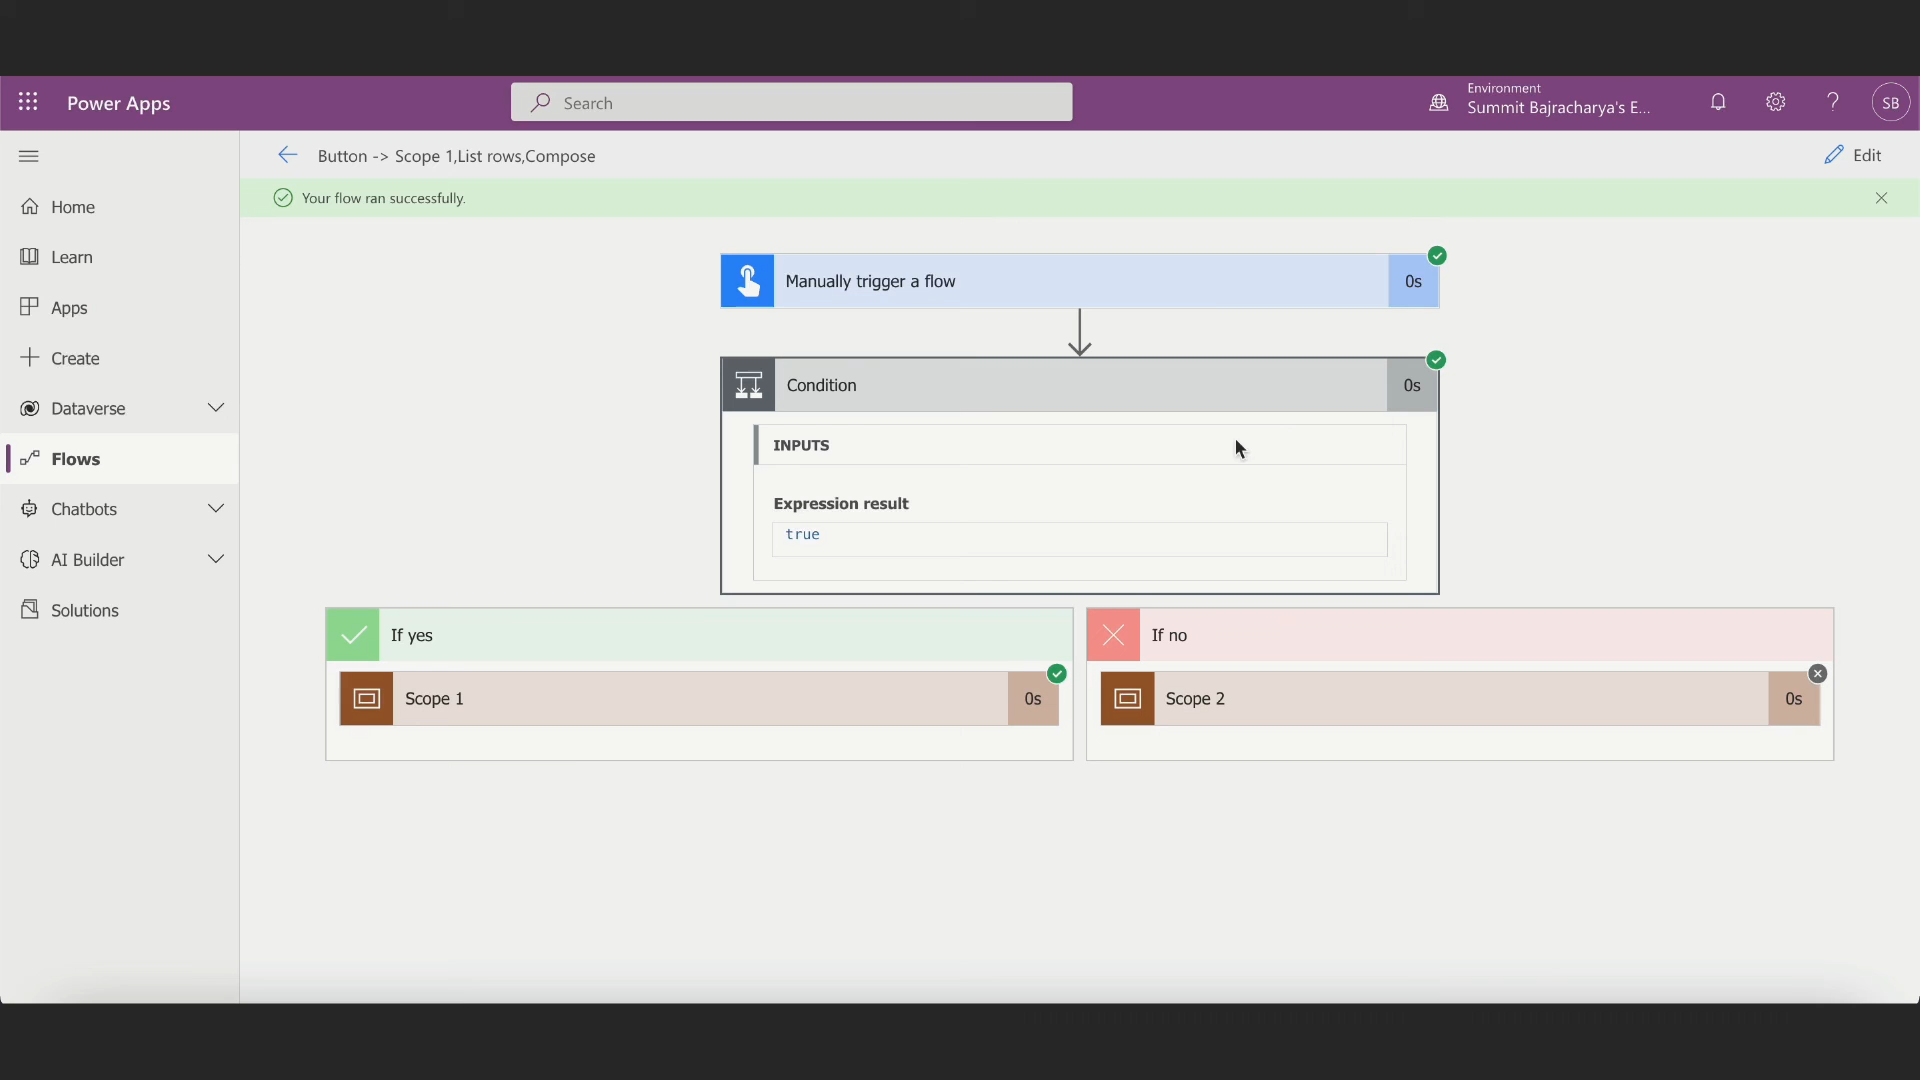 Power Apps
Search
Environment
Summit Bajracharya's E...
?
SB
Button -> Scope 1,List rows,Compose
Edit
Your flow ran successfully.
Home
Learn
Apps
Create
Dataverse
Flows
Chatbots
AI Builder
Solutions
Manually trigger a flow
0s
Condition
0s
INPUTS
Expression result
true
If yes
Scope 1
0s
If no
Scope 2
0s